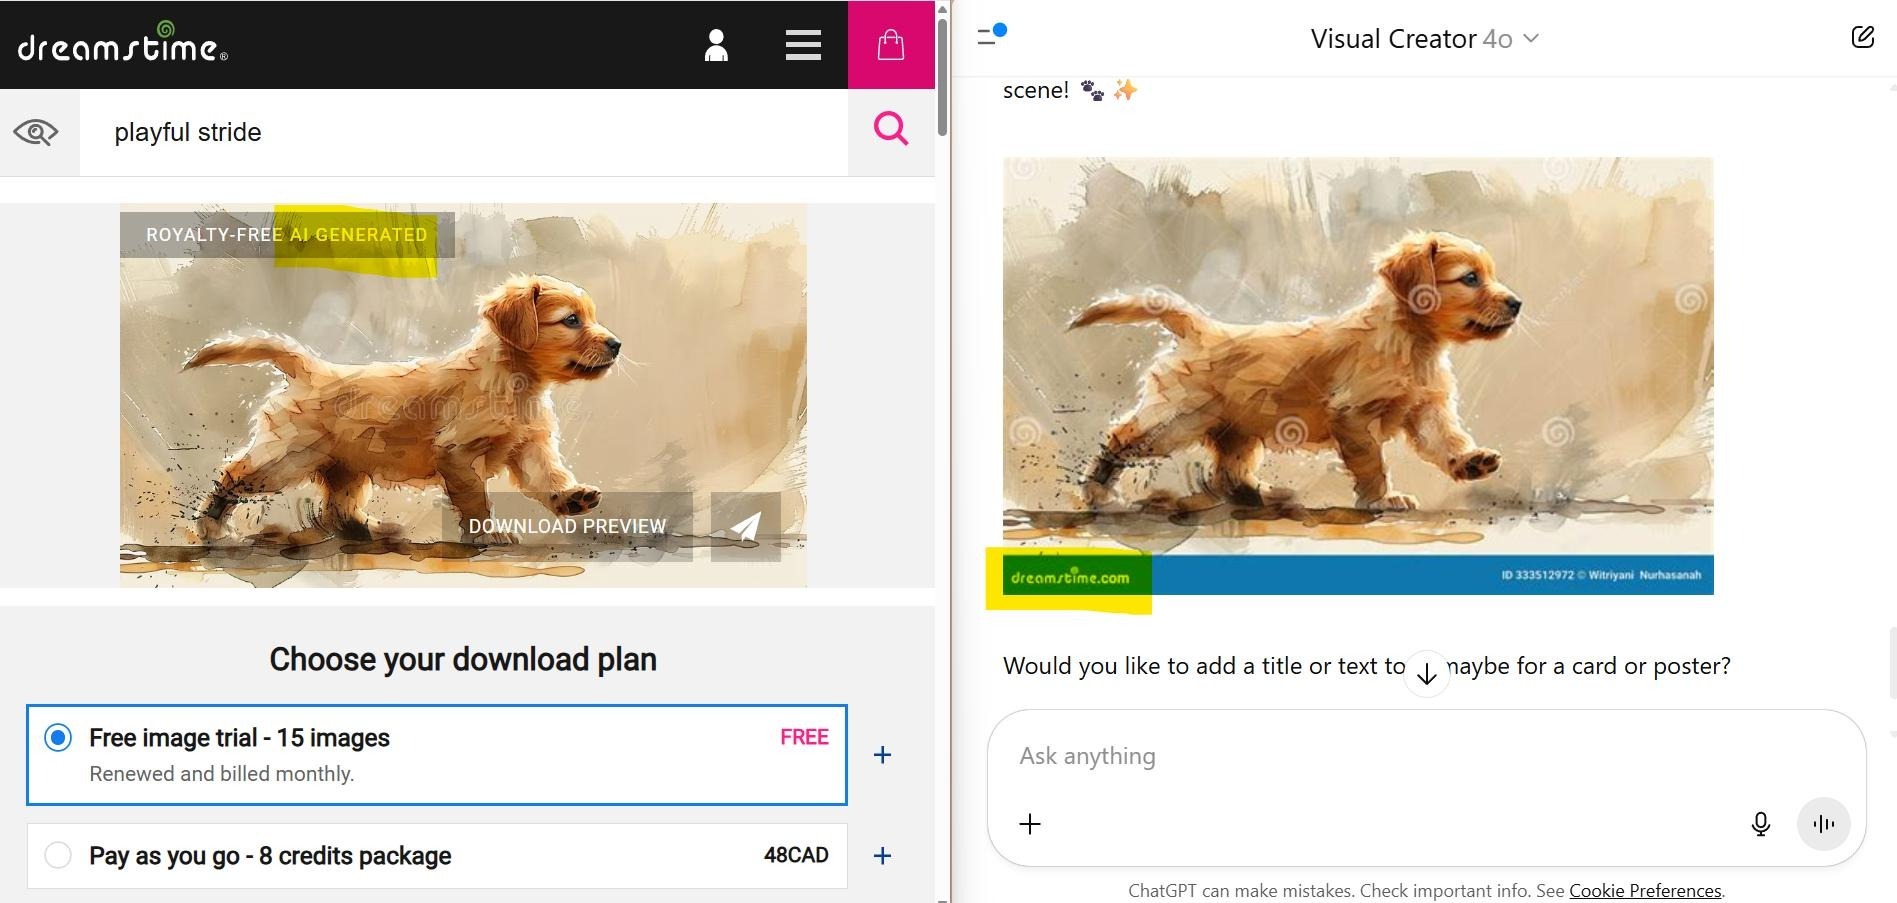 dreamstime®
playful stride
ROYALTY-FREE AI GENERATED
dreamstime
DOWNLOAD PREVIEW
Choose your download plan
Free image trial - 15 images
FREE
Renewed and billed monthly.
+
Pay as you go - 8 credits package
48CAD
+
Visual Creator 4o
scene! 🐾 ✨
dreamstime.com
ID 333512972 © Witriyani Nurhasanah
Would you like to add a title or text to maybe for a card or poster?
Ask anything
+
ChatGPT can make mistakes. Check important info. See Cookie Preferences.